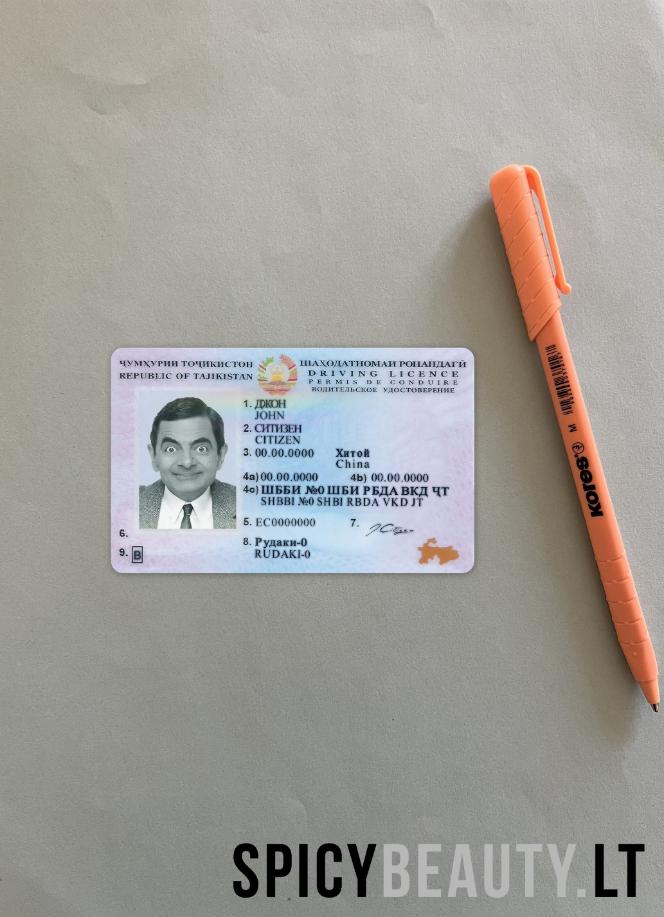 ҶУМҲУРИИ ТОҶИКИСТОН
REPUBLIC OF TAJIKISTAN
ШАҲОДАТНОМАИ РОНАНДАГӢ
DRIVING LICENCE
PERMIS DE CONDUIRE
ВОДИТЕЛЬСКОЕ УДОСТОВЕРЕНИЕ
1. ДЖОН
JOHN
2. СИТИЗЕН
CITIZEN
3. 00.00.0000 Хитой
China
4a) 00.00.0000 4b) 00.00.0000
4c) ШББИ №0 ШБИ РБДА ВКД ҶТ
SHBBI №0 SHBI RBDA VKD JT
5. EC0000000 7.
6.
8. Рудаки-0
RUDAKI-0
9. B
M
Kores
SPICYBEAUTY.LT